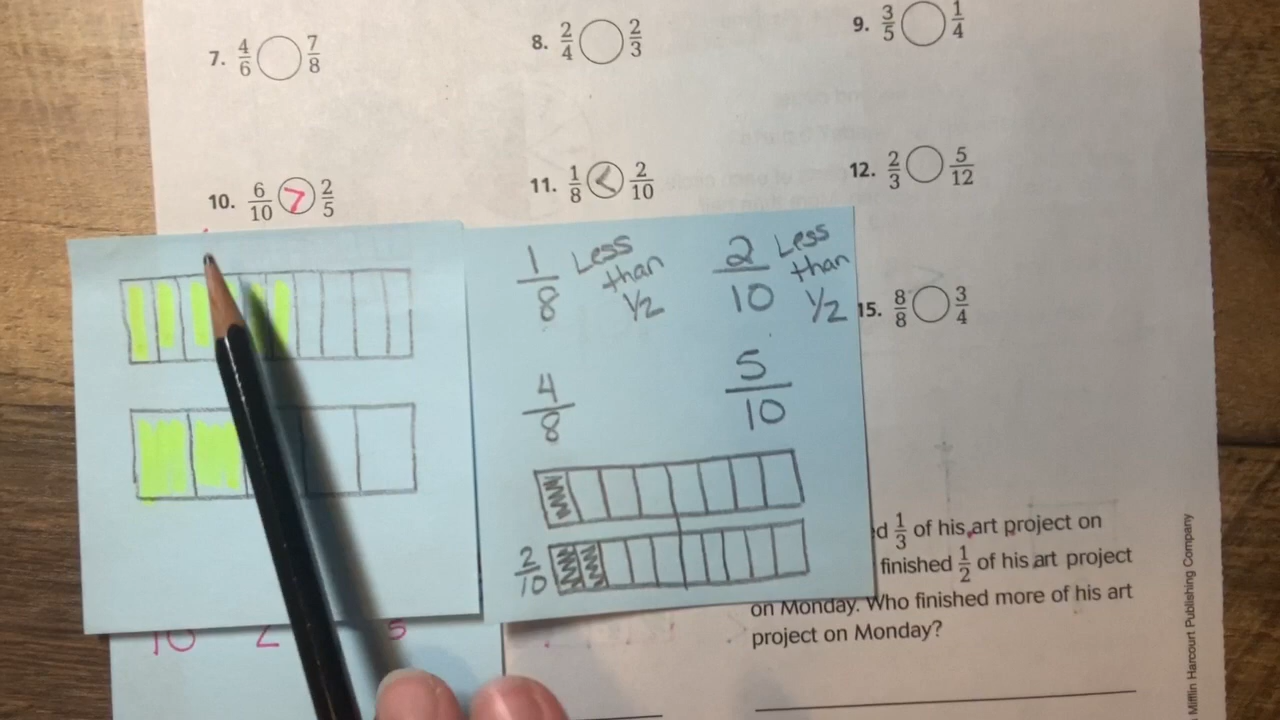 7. 4/6 ◯ 7/8
8. 2/4 ◯ 2/3
9. 3/5 ◯ 1/4
10. 6/10 > 2/5
11. 1/8 < 2/10
12. 2/3 ◯ 5/12
1/8 Less than 1/2
2/10 Less than 1/2
15. 8/8 ◯ 3/4
4/8
5/10
2/10
d 1/3 of his art project on
finished 1/2 of his art project
on Monday. Who finished more of his art
project on Monday?
10 2 5
Mifflin Harcourt Publishing Company